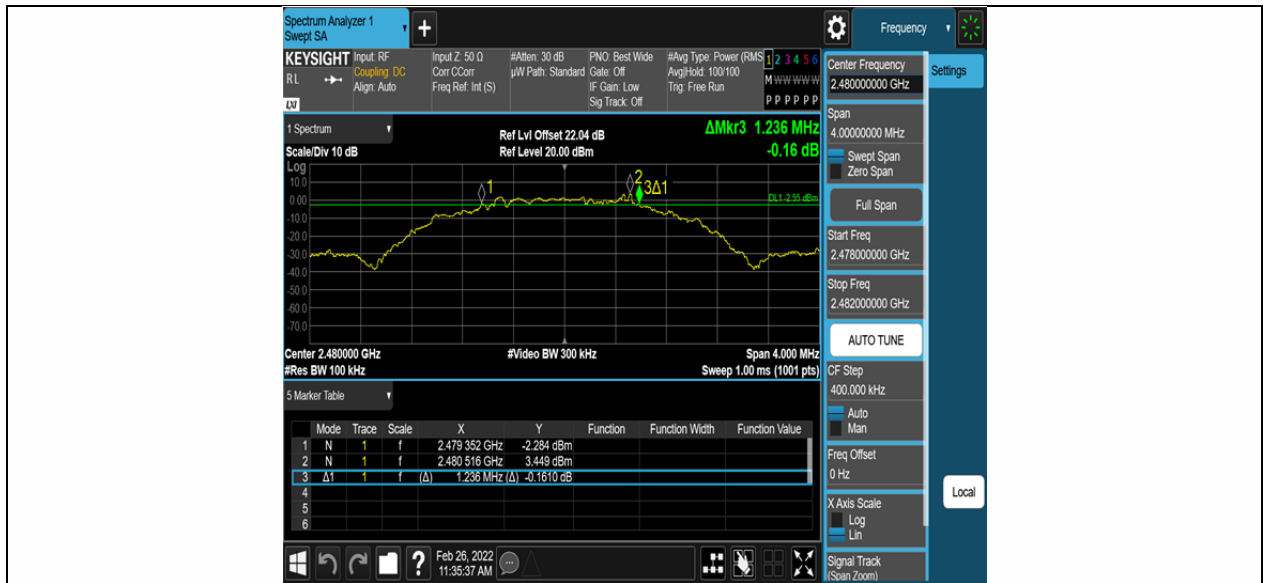 Spectrum Analyzer 1
Swept SA
+
Frequency
KEYSIGHT
Input: RF
Input Z: 50 Ω
#Atten: 30 dB
PNO: Best Wide
#Avg Type: Power (RMS
1 2 3 4 5 6
RL
Coupling: DC
Corr CCorr
µW Path: Standard
Gate: Off
Avg|Hold: 100/100
M W W W W W
Align: Auto
Freq Ref: Int (S)
IF Gain: Low
Trig: Free Run
LXI
Sig Track: Off
P P P P P P
Center Frequency
2.480000000 GHz
Settings
1 Spectrum
Ref Lvl Offset 22.04 dB
ΔMkr3 1.236 MHz
Scale/Div 10 dB
Ref Level 20.00 dBm
-0.16 dB
Log
10.0
0.00
-10.0
-20.0
-30.0
-40.0
-50.0
-60.0
-70.0
1
2
3Δ1
DL1 -2.55 dBm
Center 2.480000 GHz
#Video BW 300 kHz
Span 4.000 MHz
#Res BW 100 kHz
Sweep 1.00 ms (1001 pts)
Span
4.00000000 MHz
Swept Span
Zero Span
Full Span
Start Freq
2.478000000 GHz
Stop Freq
2.482000000 GHz
AUTO TUNE
CF Step
400.000 kHz
Auto
Man
Freq Offset
0 Hz
X Axis Scale
Log
Lin
Signal Track
(Span Zoom)
Local
5 Marker Table
Mode Trace Scale X Y Function Function Width Function Value
1 N 1 f 2.479 352 GHz -2.284 dBm
2 N 1 f 2.480 516 GHz 3.449 dBm
3 Δ1 1 f (Δ) 1.236 MHz (Δ) -0.1610 dB
4
5
6
?
Feb 26, 2022
11:35:37 AM